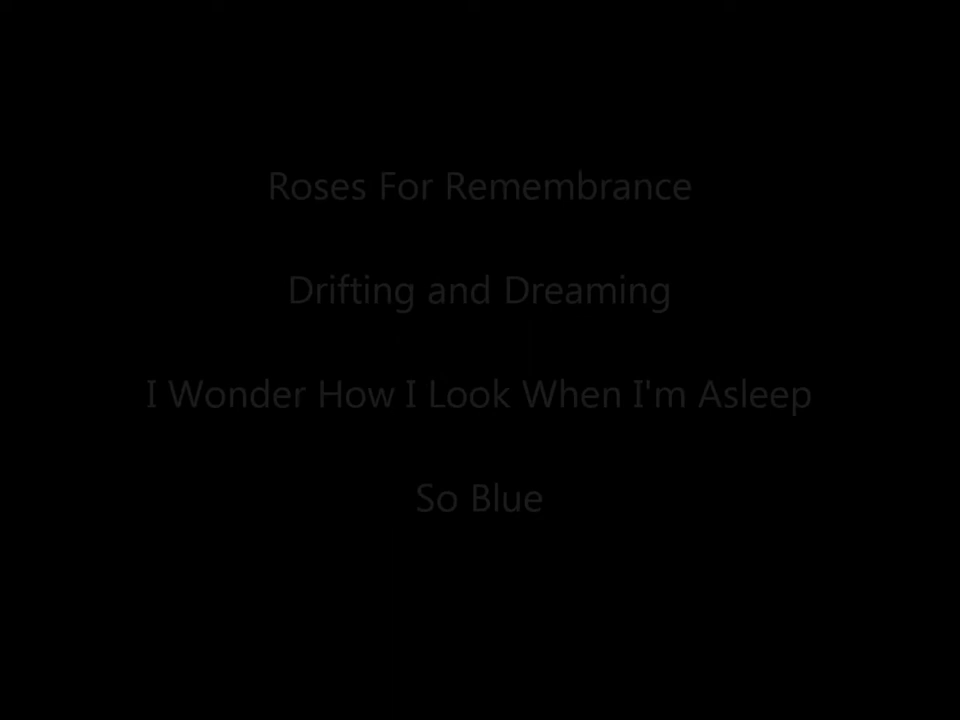 Roses For Remembrance
Drifting and Dreaming
I Wonder How I Look When I'm Asleep
So Blue